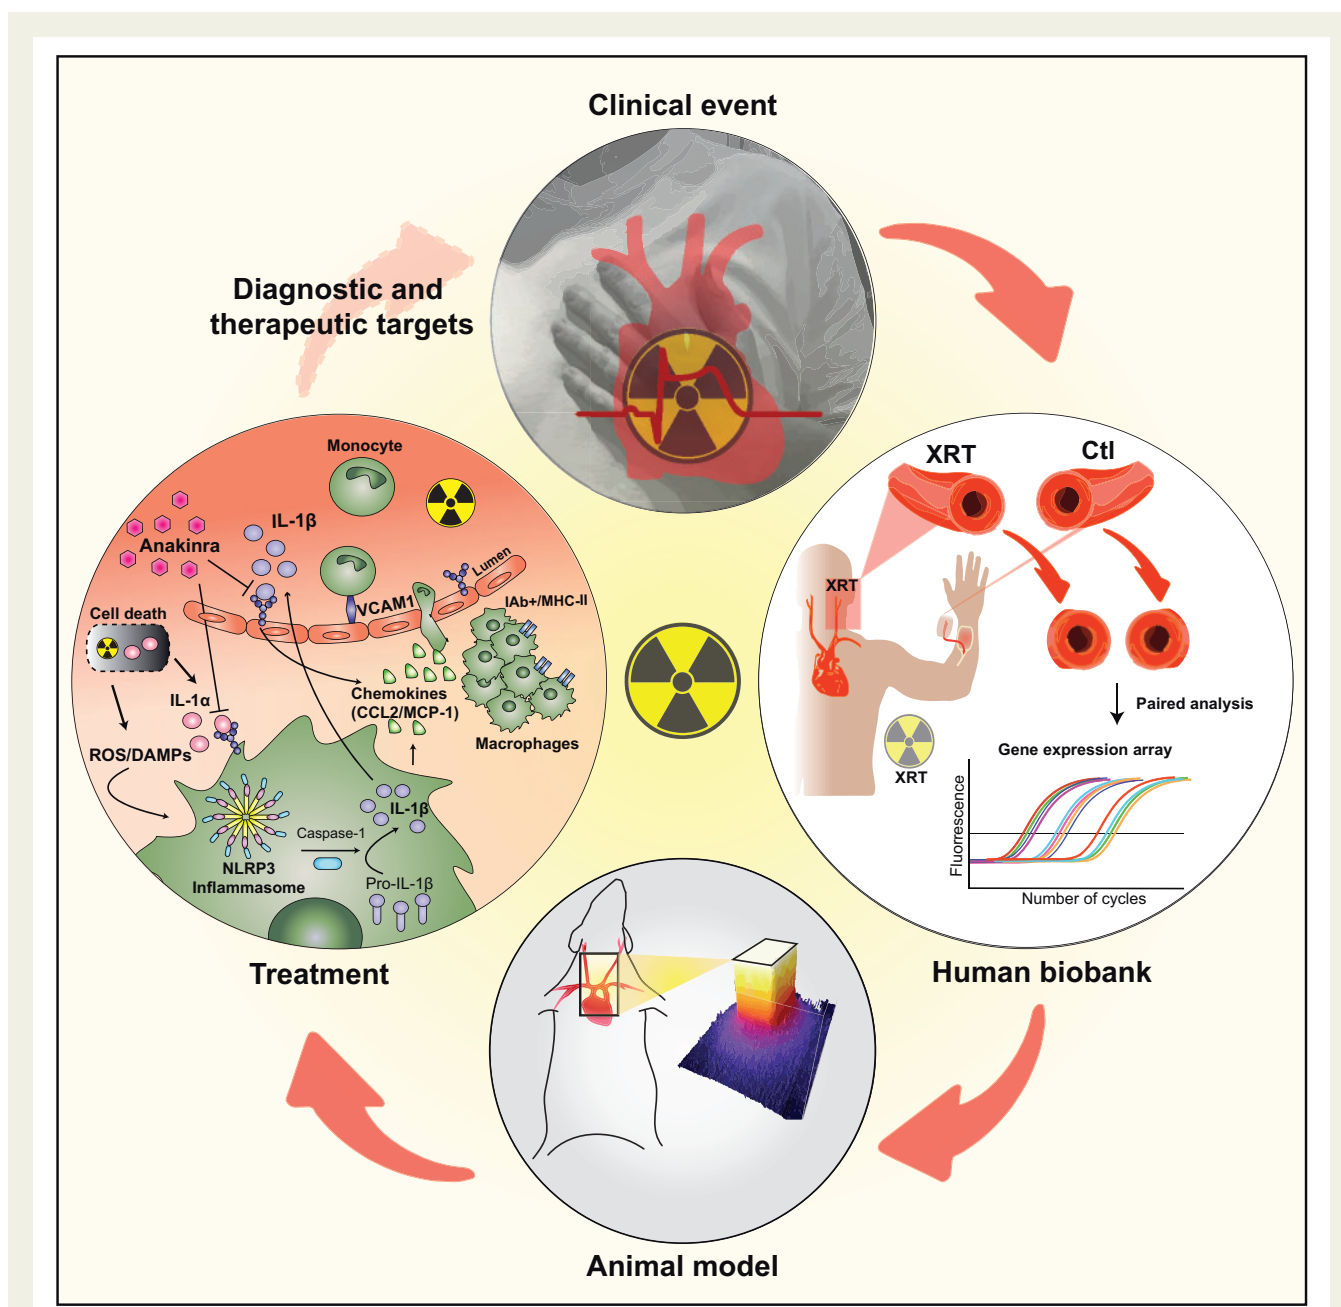 Clinical event
Diagnostic and
therapeutic targets
XRT
Ctl
XRT
XRT
Paired analysis
Gene expression array
Fluorescence
Number of cycles
Human biobank
Animal model
Monocyte
IL-1β
Anakinra
Lumen
VCAM1
IAb+/MHC-II
Cell death
IL-1α
Chemokines
(CCL2/MCP-1)
Macrophages
ROS/DAMPs
IL-1β
Caspase-1
NLRP3
Inflammasome
Pro-IL-1β
Treatment